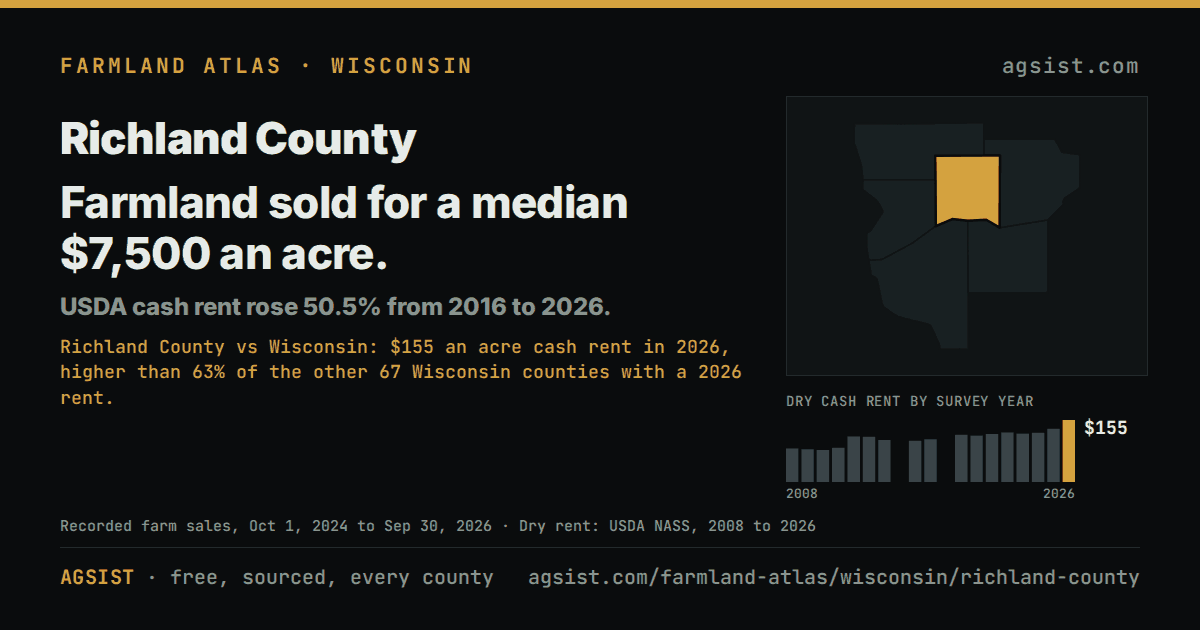 FARMLAND ATLAS · WISCONSIN
agsist.com
Richland County
Farmland sold for a median
$7,500 an acre.
USDA cash rent rose 50.5% from 2016 to 2026.
Richland County vs Wisconsin: $155 an acre cash rent in 2026,
higher than 63% of the other 67 Wisconsin counties with a 2026
rent.
DRY CASH RENT BY SURVEY YEAR
$155
2008
2026
Recorded farm sales, Oct 1, 2024 to Sep 30, 2026 · Dry rent: USDA NASS, 2008 to 2026
AGSIST · free, sourced, every county
agsist.com/farmland-atlas/wisconsin/richland-county